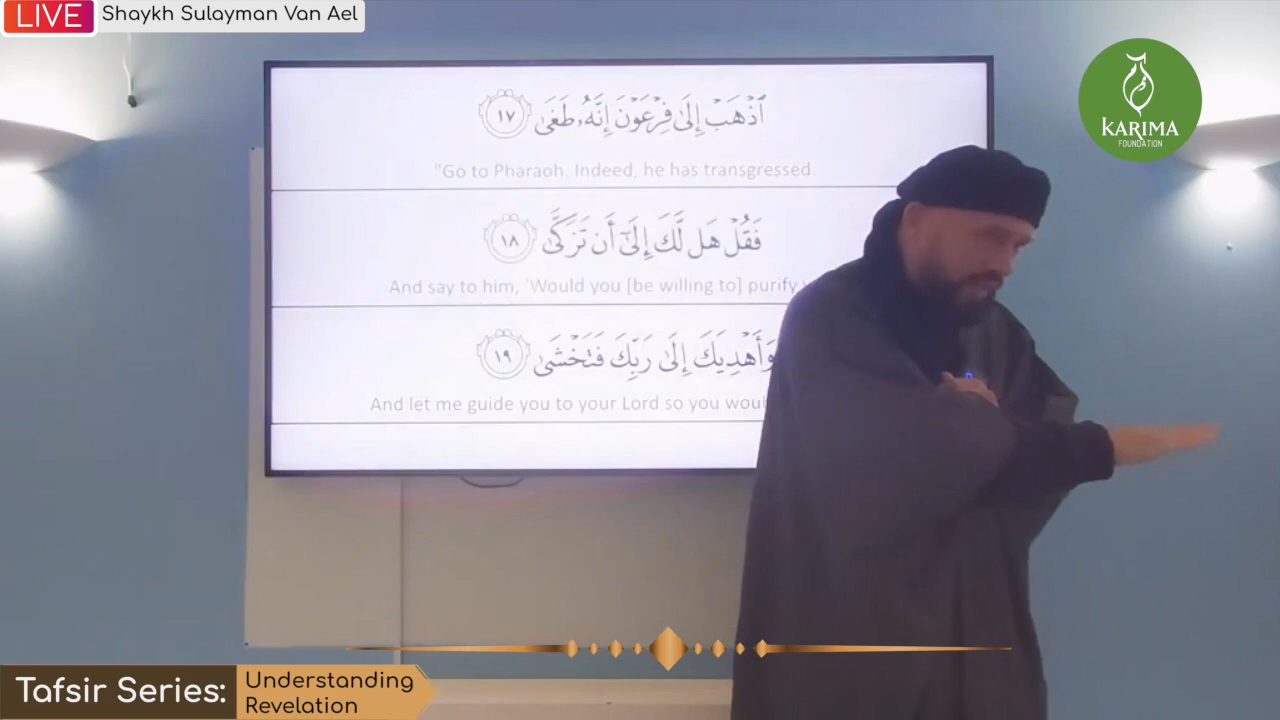 LIVE
Shaykh Sulayman Van Ael
ٱذْهَبْ إِلَىٰ فِرْعَوْنَ إِنَّهُۥ طَغَىٰ ١٧
"Go to Pharaoh. Indeed, he has transgressed.
فَقُلْ هَل لَّكَ إِلَىٰٓ أَن تَزَكَّىٰ ١٨
And say to him, 'Would you [be willing to] purify
وَأَهْدِيَكَ إِلَىٰ رَبِّكَ فَتَخْشَىٰ ١٩
And let me guide you to your Lord so you
KARIMA
FOUNDATION
Tafsir Series:
Understanding
Revelation